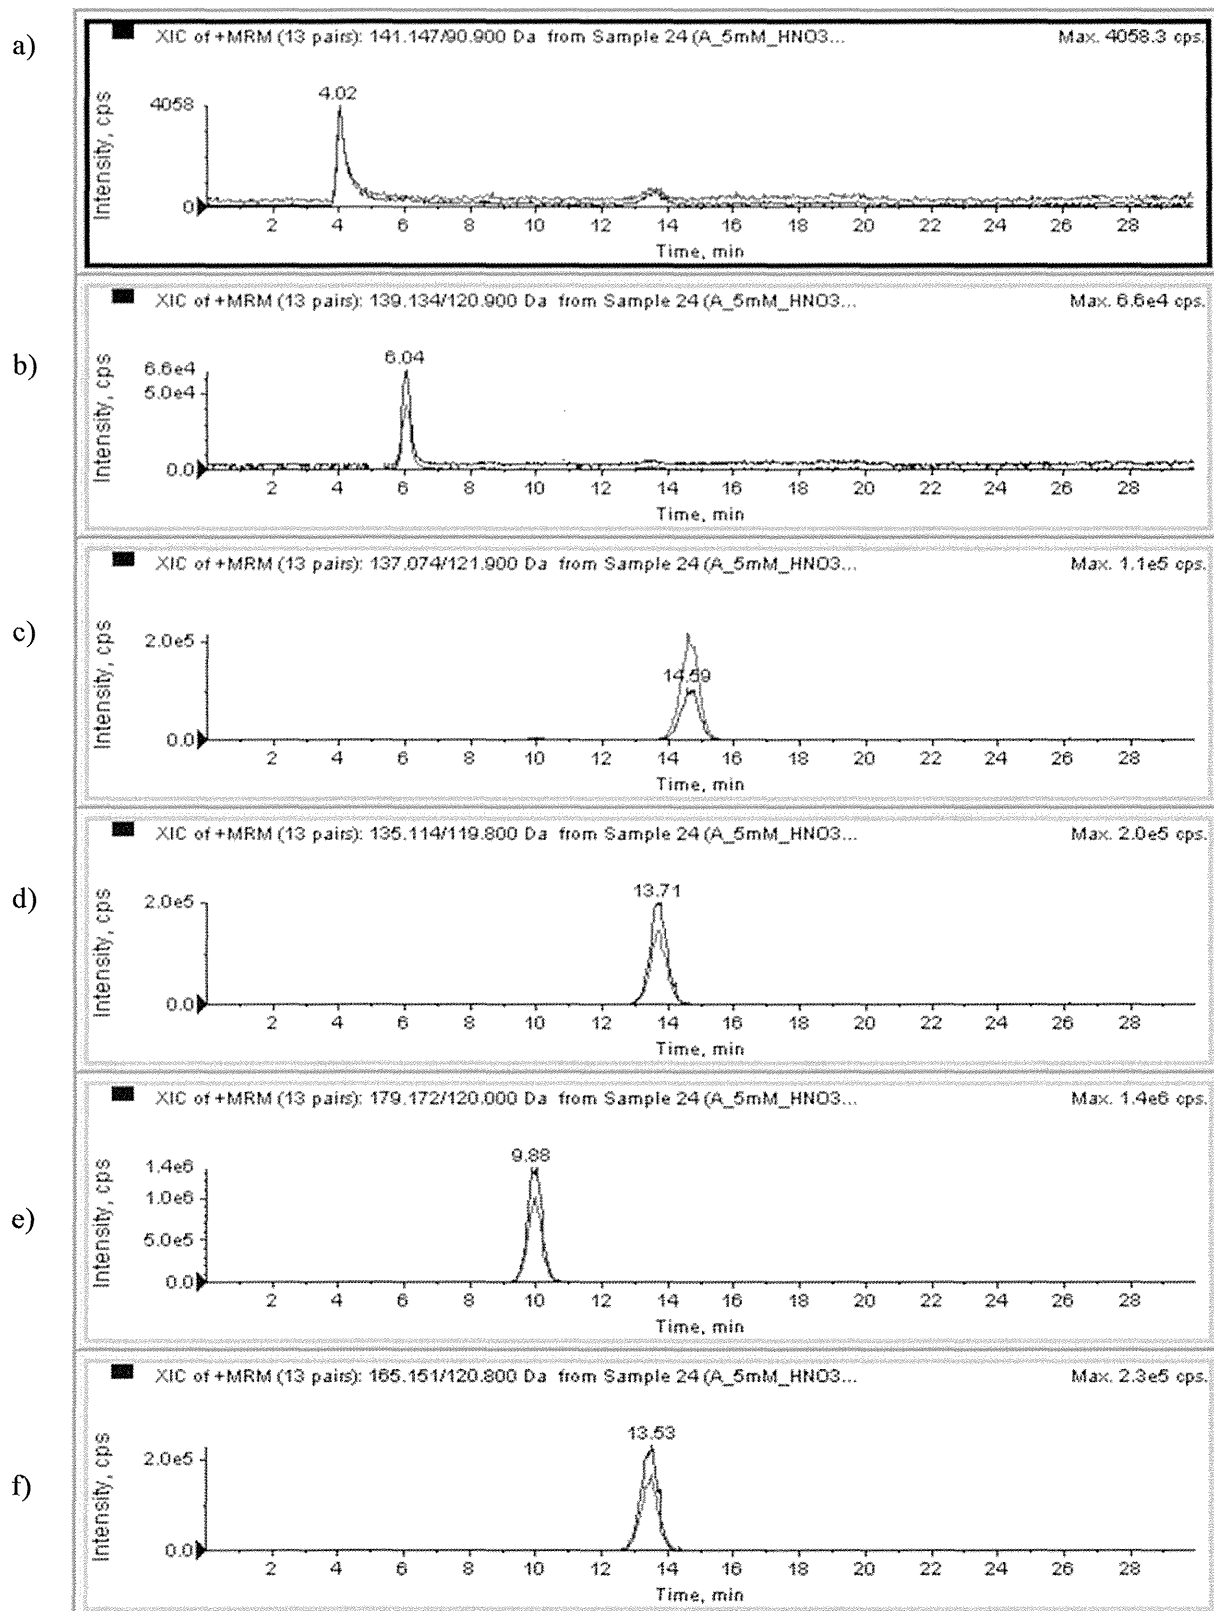 a)
XIC of +MRM (13 pairs): 141.147/90.900 Da from Sample 24 (A_5mM_HNO3... Max. 4058.3 cps.
4.02
4058
0
Intensity, cps
2 4 6 8 10 12 14 16 18 20 22 24 26 28
Time, min
b)
XIC of +MRM (13 pairs): 139.134/120.900 Da from Sample 24 (A_5mM_HNO3... Max. 6.6e4 cps.
6.04
6.6e4
5.0e4
0.0
Intensity, cps
2 4 6 8 10 12 14 16 18 20 22 24 26 28
Time, min
c)
XIC of +MRM (13 pairs): 137.074/121.900 Da from Sample 24 (A_5mM_HNO3... Max. 1.1e5 cps.
14.59
2.0e5
0.0
Intensity, cps
2 4 6 8 10 12 14 16 18 20 22 24 26 28
Time, min
d)
XIC of +MRM (13 pairs): 135.114/119.800 Da from Sample 24 (A_5mM_HNO3... Max. 2.0e5 cps.
13.71
2.0e5
0.0
Intensity, cps
2 4 6 8 10 12 14 16 18 20 22 24 26 28
Time, min
e)
XIC of +MRM (13 pairs): 179.172/120.000 Da from Sample 24 (A_5mM_HNO3... Max. 1.4e6 cps.
9.88
1.4e6
1.0e6
5.0e5
0.0
Intensity, cps
2 4 6 8 10 12 14 16 18 20 22 24 26 28
Time, min
f)
XIC of +MRM (13 pairs): 165.151/120.800 Da from Sample 24 (A_5mM_HNO3... Max. 2.3e5 cps.
13.53
2.0e5
0.0
Intensity, cps
2 4 6 8 10 12 14 16 18 20 22 24 26 28
Time, min